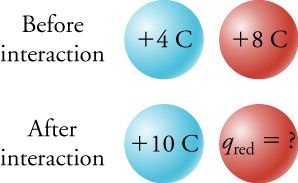 Before
interaction
+4 C
+8 C
After
interaction
+10 C
q_red = ?